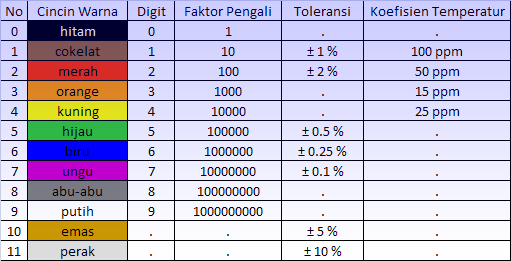 No Cincin Warna Digit Faktor Pengali Toleransi Koefisien Temperatur
0 hitam 0 1 . .
1 cokelat 1 10 ± 1 % 100 ppm
2 merah 2 100 ± 2 % 50 ppm
3 orange 3 1000 . 15 ppm
4 kuning 4 10000 . 25 ppm
5 hijau 5 100000 ± 0.5 % .
6 biru 6 1000000 ± 0.25 % .
7 ungu 7 10000000 ± 0.1 % .
8 abu-abu 8 100000000 . .
9 putih 9 1000000000 . .
10 emas . . ± 5 % .
11 perak . . ± 10 % .